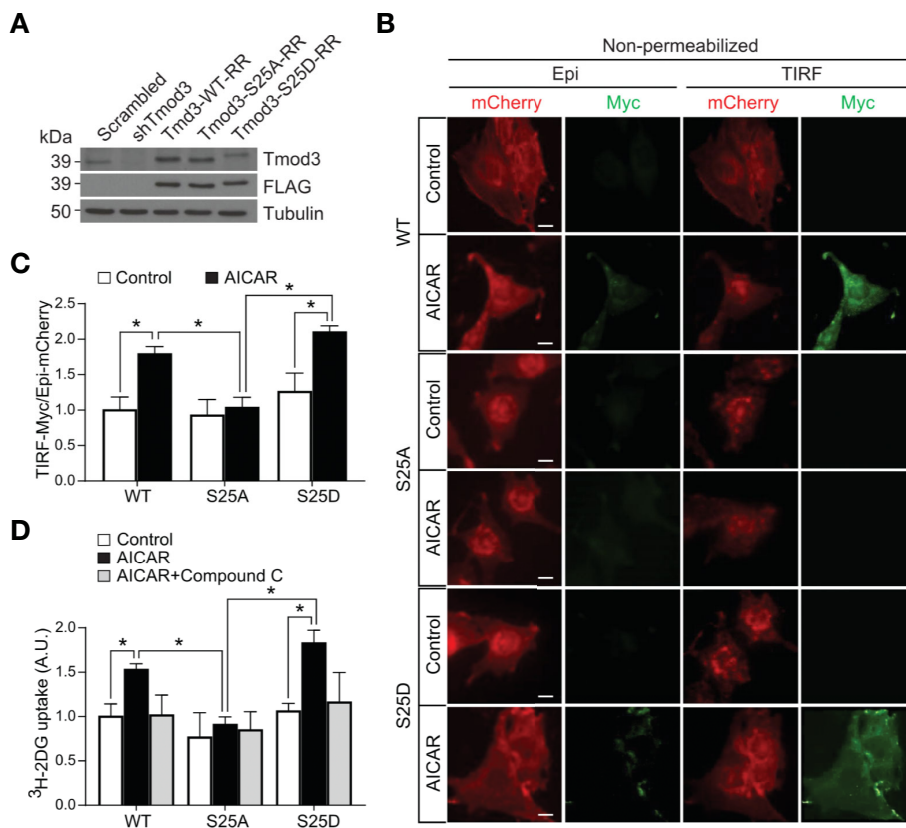 A
Scrambled
shTmod3
Tmd3-WT-RR
Tmod3-S25A-RR
Tmod3-S25D-RR
kDa
39
Tmod3
39
FLAG
50
Tubulin
B
Non-permeabilized
Epi
TIRF
mCherry
Myc
mCherry
Myc
WT
Control
AICAR
S25A
Control
AICAR
S25D
Control
AICAR
C
Control
AICAR
TIRF-Myc/Epi-mCherry
2.5
2.0
1.5
1.0
0.5
0.0
*
*
*
*
WT
S25A
S25D
D
Control
AICAR
AICAR+Compound C
³H-2DG uptake (A.U.)
2.0
1.5
1.0
0.5
0.0
*
*
*
*
WT
S25A
S25D